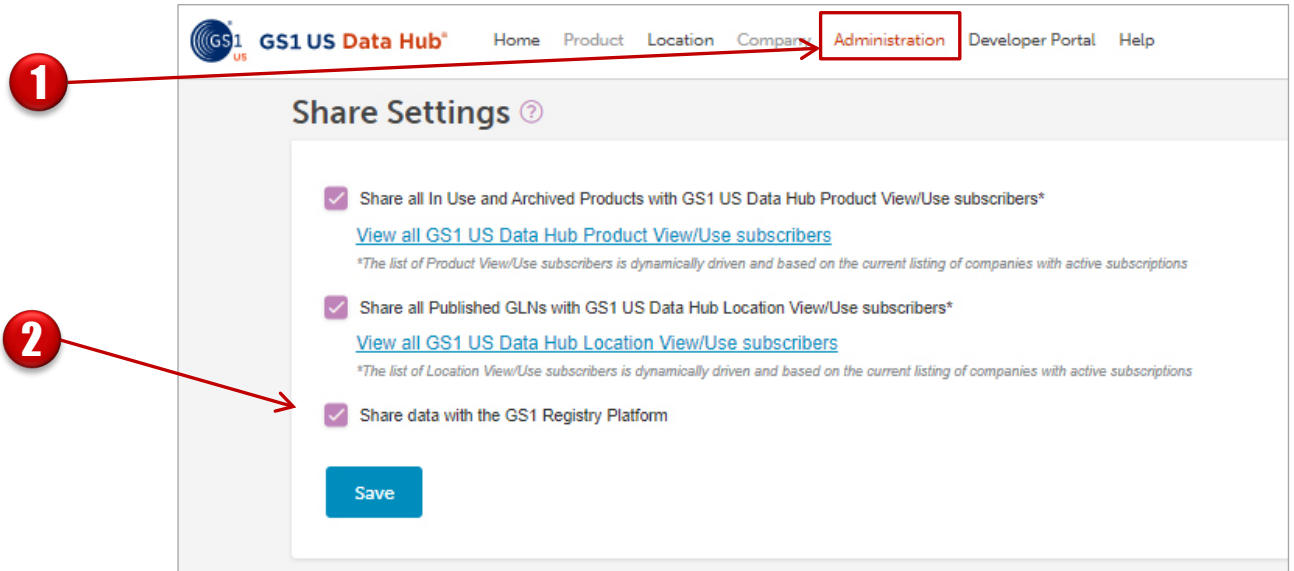 GS1 US
GS1 US Data Hub® Home Product Location Company Administration Developer Portal Help
1
Share Settings ?
Share all In Use and Archived Products with GS1 US Data Hub Product View/Use subscribers*
View all GS1 US Data Hub Product View/Use subscribers
*The list of Product View/Use subscribers is dynamically driven and based on the current listing of companies with active subscriptions
Share all Published GLNs with GS1 US Data Hub Location View/Use subscribers*
2
View all GS1 US Data Hub Location View/Use subscribers
*The list of Location View/Use subscribers is dynamically driven and based on the current listing of companies with active subscriptions
Share data with the GS1 Registry Platform
Save